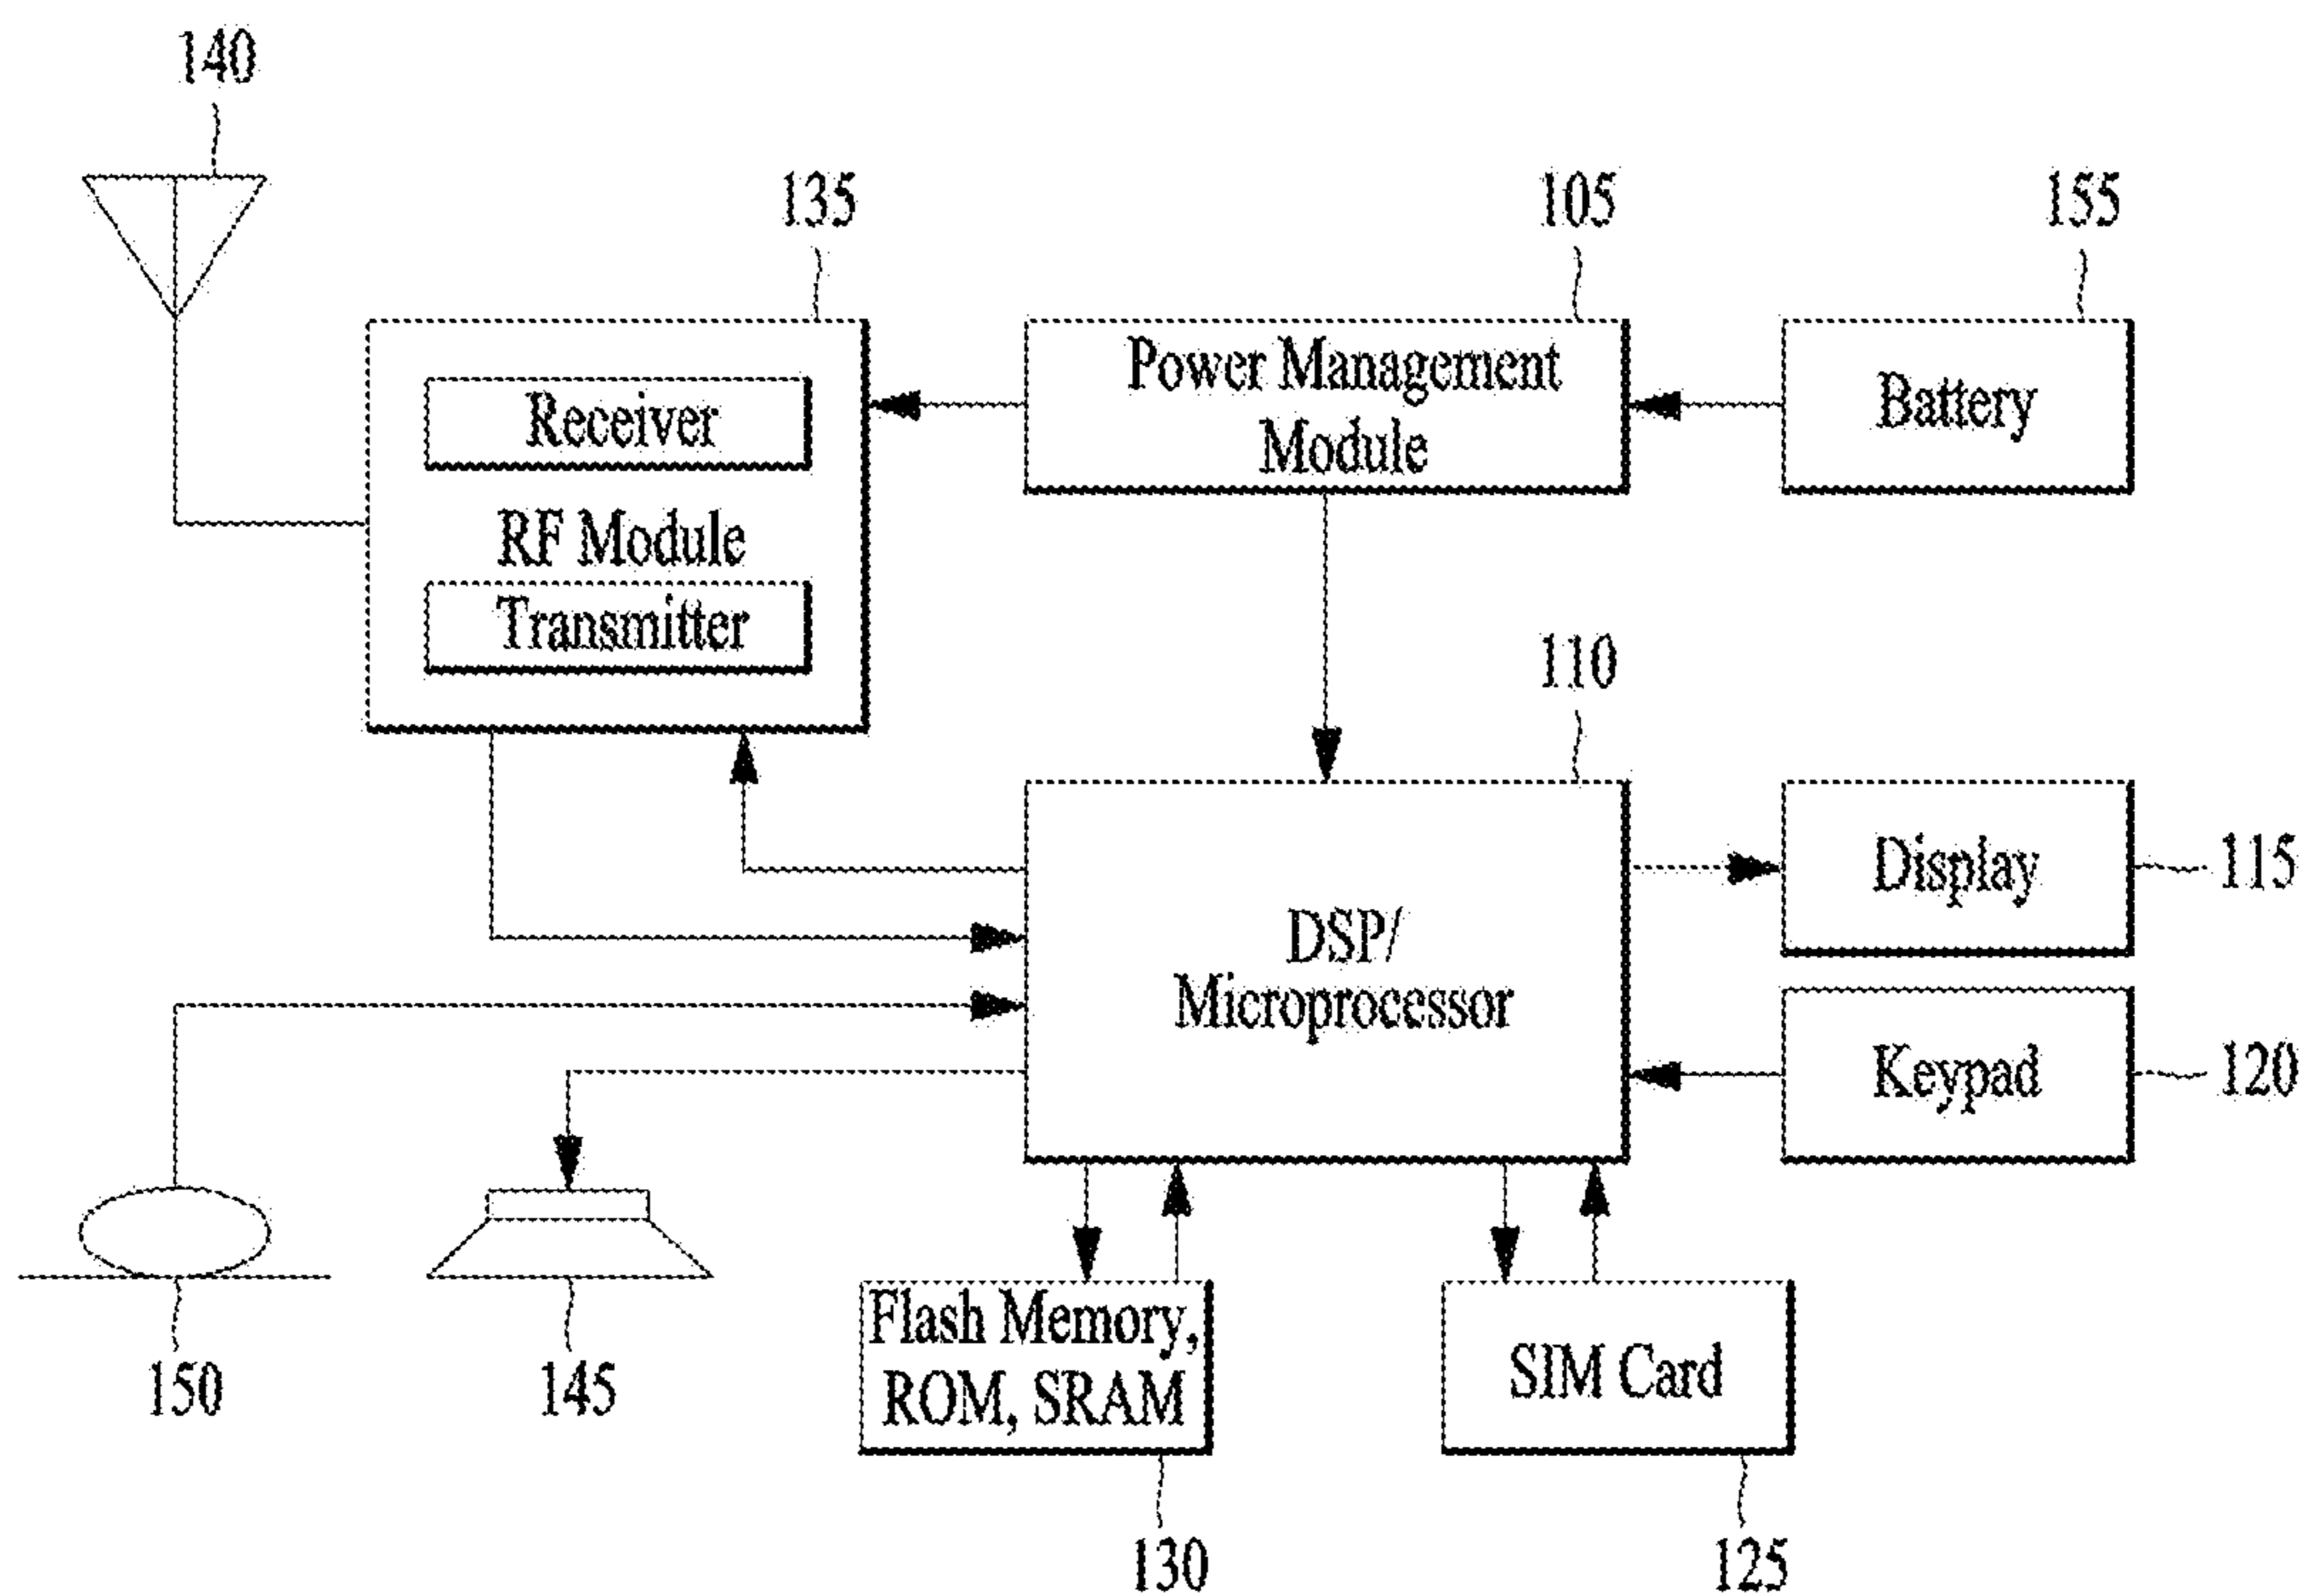 140
135
105
155
Receiver
RF Module
Transmitter
Power Management
Module
Battery
110
DSP/
Microprocessor
Display
115
Keypad
120
150
145
Flash Memory,
ROM, SRAM
130
SIM Card
125